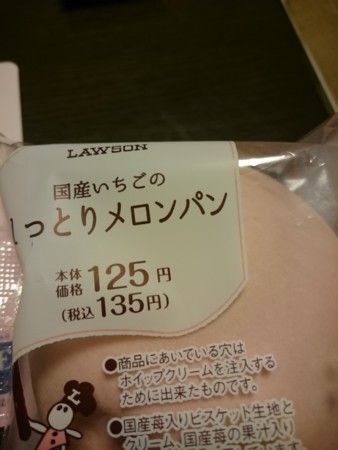 LAWSON
国産いちごの
しっとりメロンパン
本体
価格 125円
(税込135円)
●商品にあいている穴は
ホイップクリームを注入する
ために出来たものです。
●国産苺入りビスケット生地と
クリーム、国産苺の果汁入り
L